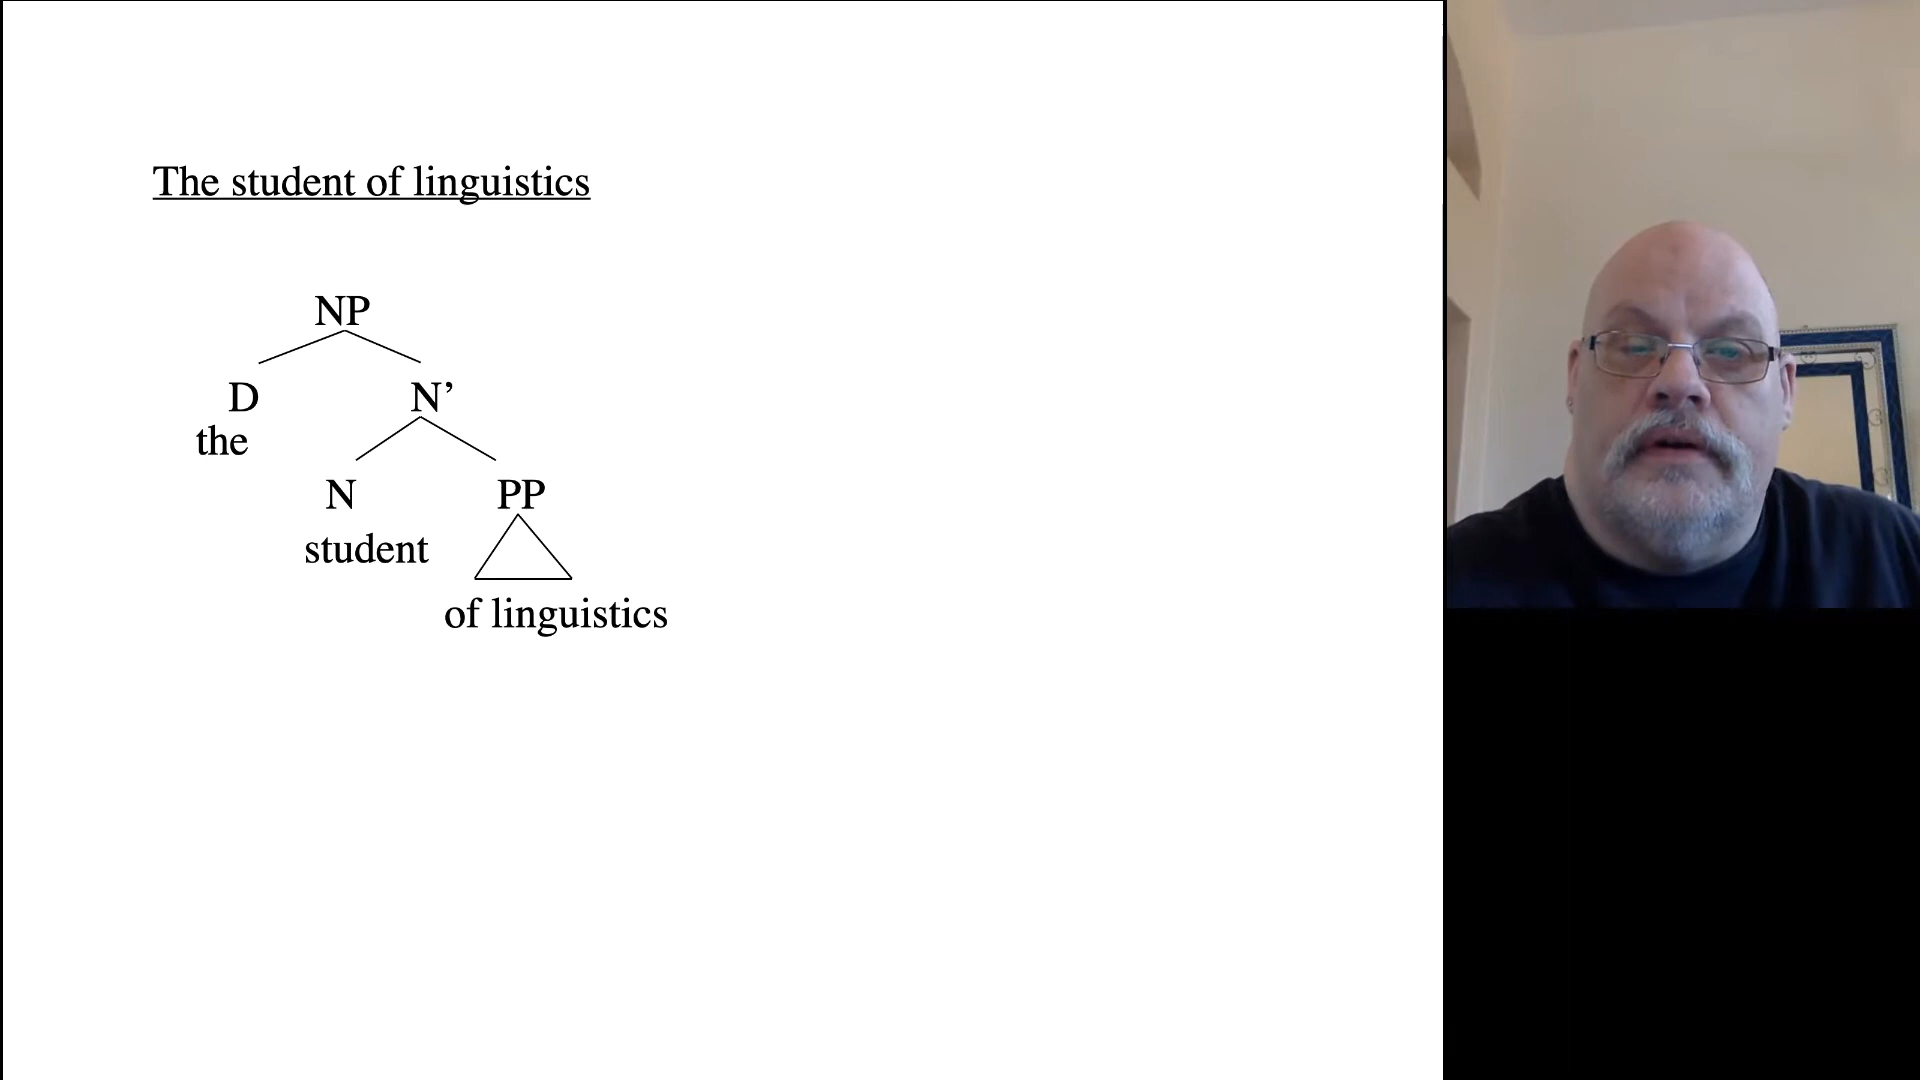 The student of linguistics
NP
D N’
the
N PP
student
of linguistics